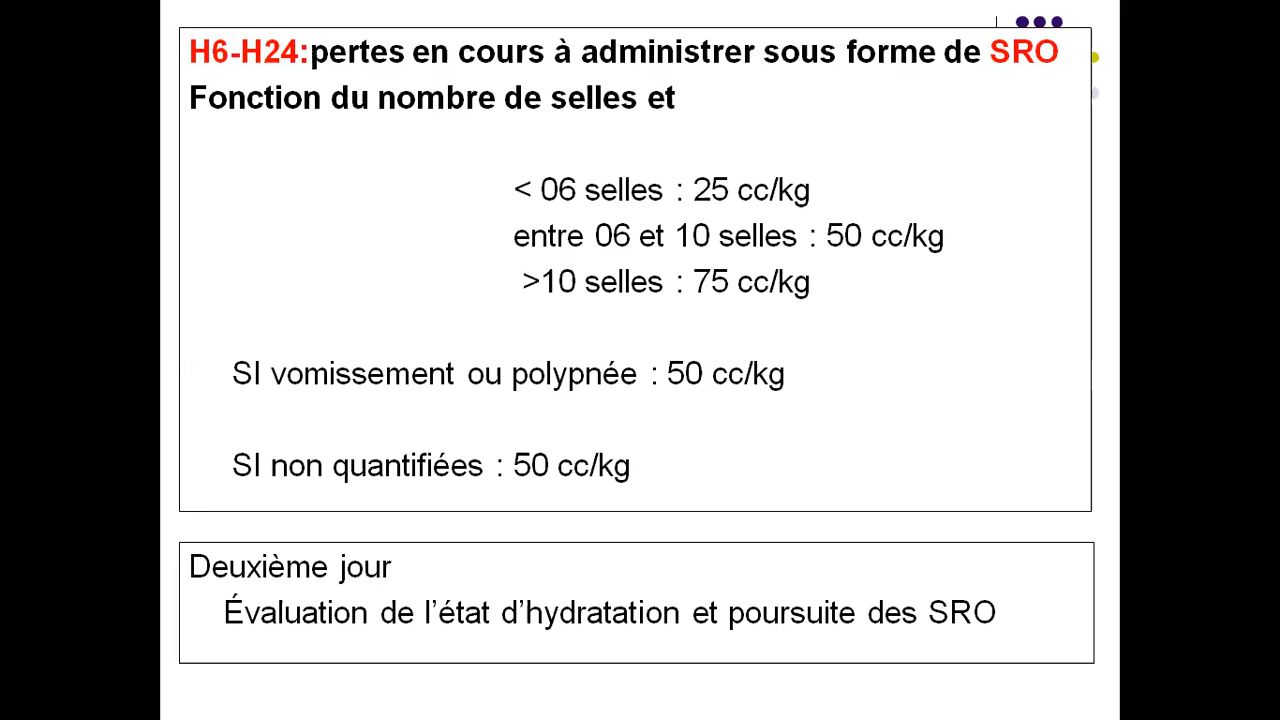 H6-H24:pertes en cours à administrer sous forme de SRO
Fonction du nombre de selles et
< 06 selles : 25 cc/kg
entre 06 et 10 selles : 50 cc/kg
>10 selles : 75 cc/kg
SI vomissement ou polypnée : 50 cc/kg
SI non quantifiées : 50 cc/kg
Deuxième jour
Évaluation de l’état d’hydratation et poursuite des SRO